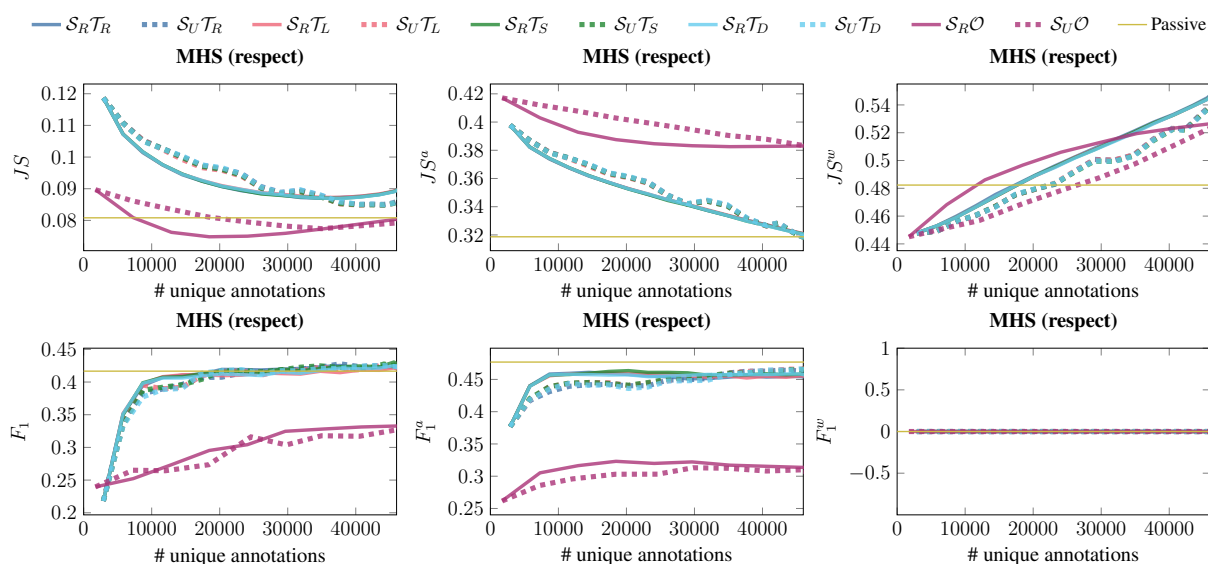 S_R T_R S_U T_R S_R T_L S_U T_L S_R T_S S_U T_S S_R T_D S_U T_D S_R O S_U O Passive
MHS (respect) MHS (respect) MHS (respect)
JS
0.12
0.11
0.1
0.09
0.08
0 10000 20000 30000 40000
# unique annotations
JS^a
0.42
0.4
0.38
0.36
0.34
0.32
0 10000 20000 30000 40000
# unique annotations
JS^w
0.54
0.52
0.5
0.48
0.46
0.44
0 10000 20000 30000 40000
# unique annotations
MHS (respect) MHS (respect) MHS (respect)
F_1
0.45
0.4
0.35
0.3
0.25
0.2
0 10000 20000 30000 40000
# unique annotations
F_1^a
0.45
0.4
0.35
0.3
0.25
0 10000 20000 30000 40000
# unique annotations
F_1^w
1
0.5
0
−0.5
0 10000 20000 30000 40000
# unique annotations